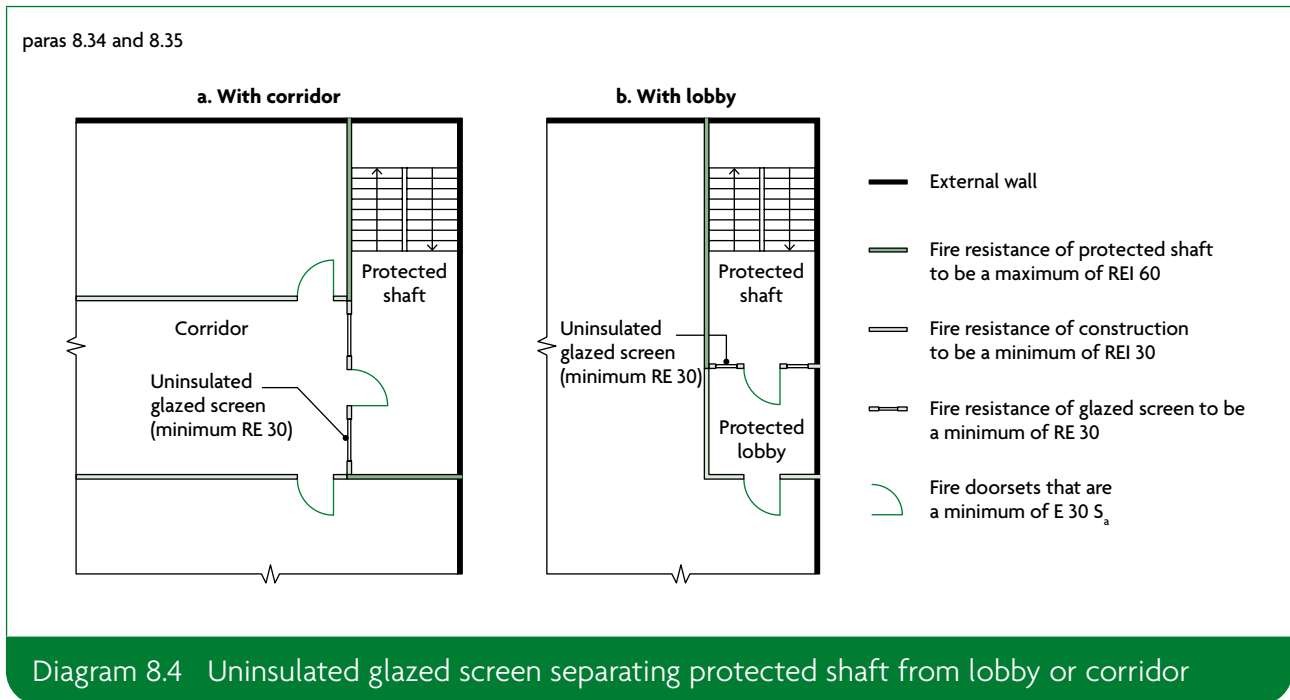 paras 8.34 and 8.35
a. With corridor
Protected
shaft
Corridor
Uninsulated
glazed screen
(minimum RE 30)
b. With lobby
Protected
shaft
Uninsulated
glazed screen
(minimum RE 30)
Protected
lobby
External wall
Fire resistance of protected shaft
to be a maximum of REI 60
Fire resistance of construction
to be a minimum of REI 30
Fire resistance of glazed screen to be
a minimum of RE 30
Fire doorsets that are
a minimum of E 30 Sa
Diagram 8.4 Uninsulated glazed screen separating protected shaft from lobby or corridor